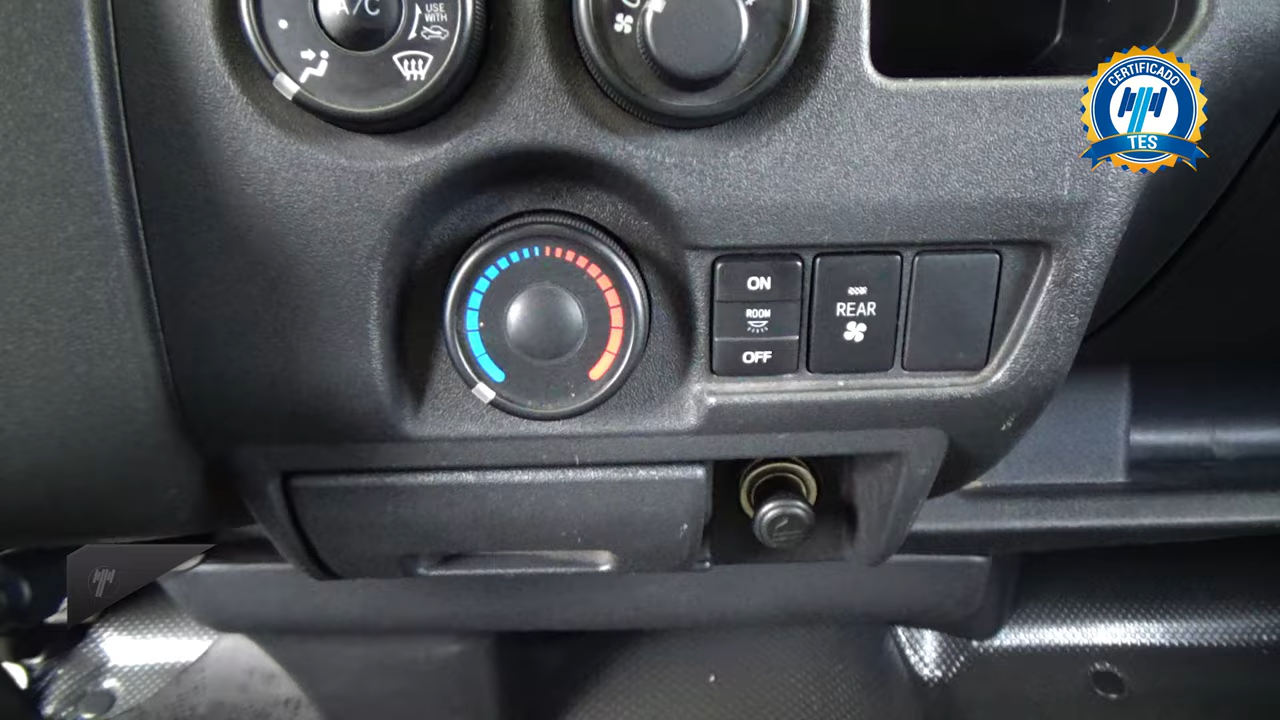 A/C
USE
WITH
CERTIFICADO
TES
ON
ROOM
OFF
REAR